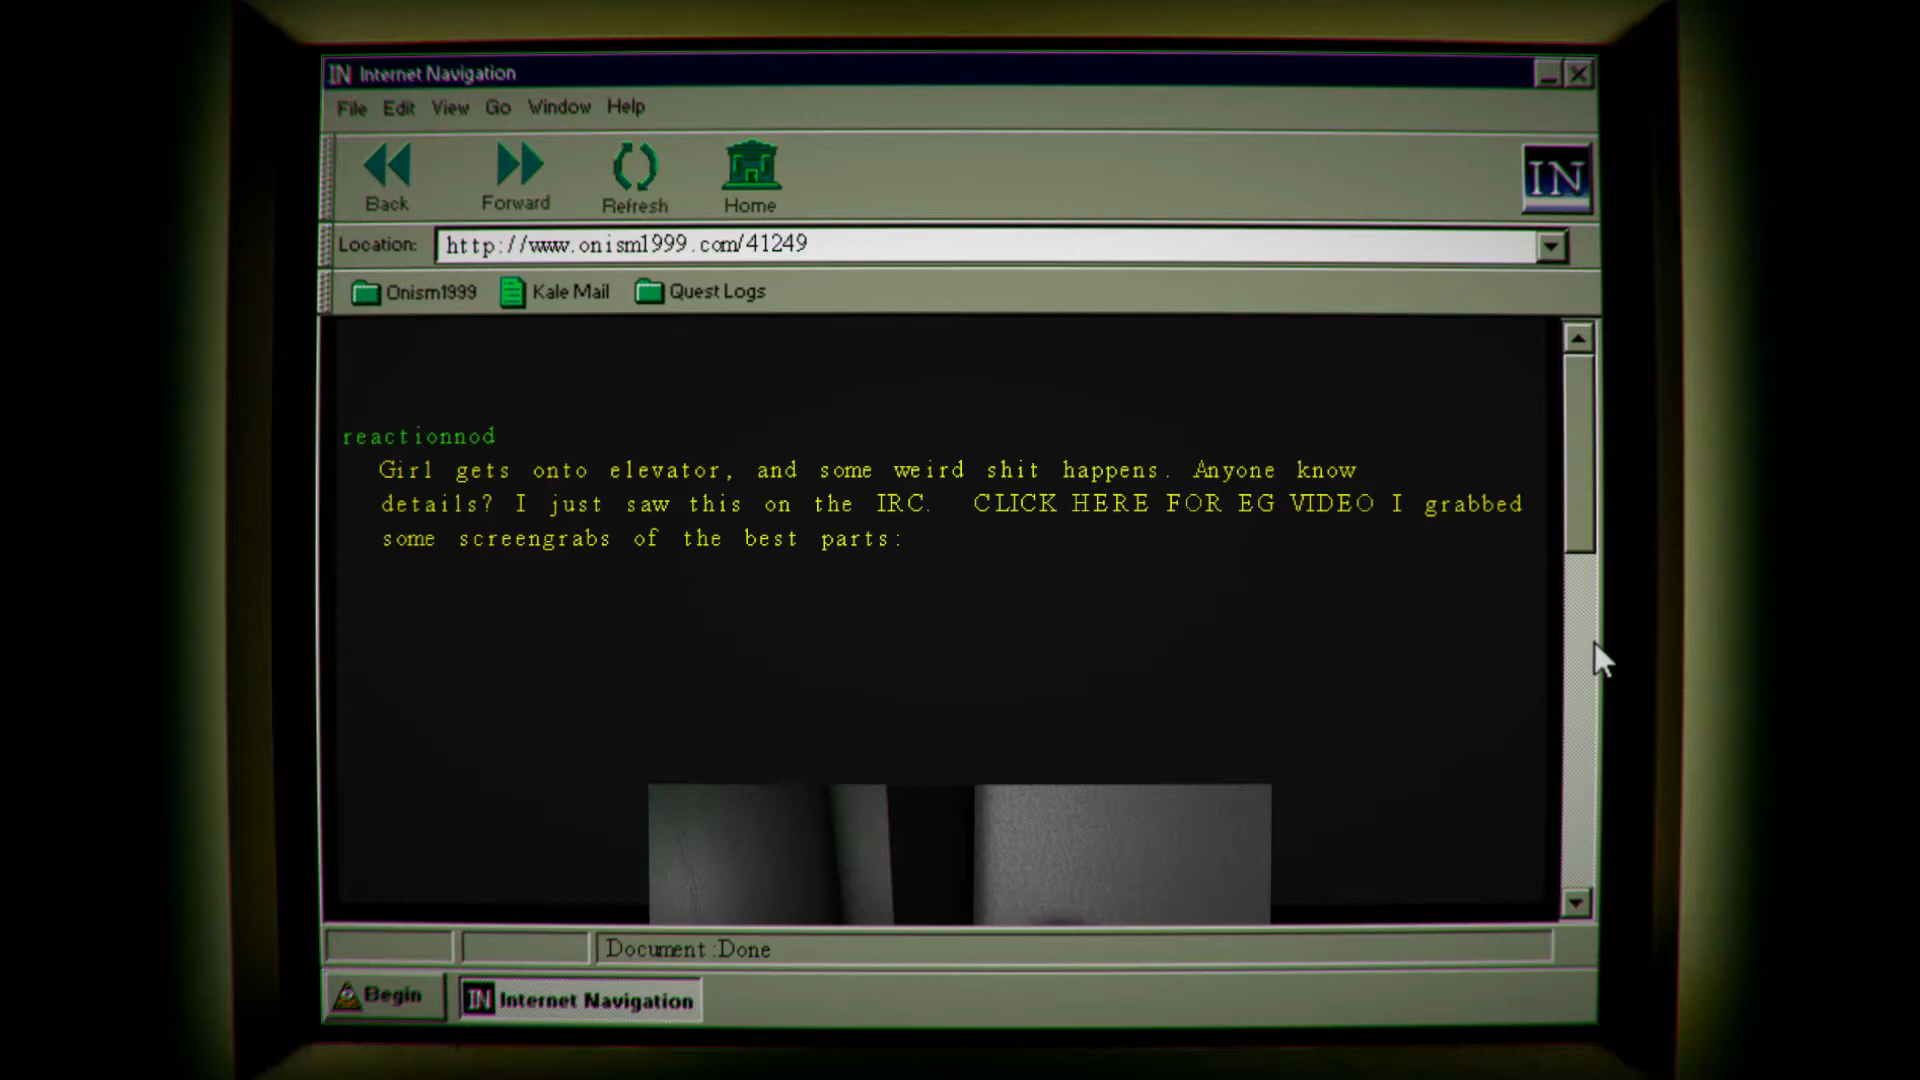 IN Internet Navigation
File Edit View Go Window Help
Back Forward Refresh Home
IN
Location: http://www.onism1999.com/41249
Onism1999 Kale Mail Quest Logs
reactionnod
Girl gets onto elevator, and some weird shit happens. Anyone know
details? I just saw this on the IRC. CLICK HERE FOR EG VIDEO I grabbed
some screengrabs of the best parts:
Document :Done
Begin IN Internet Navigation